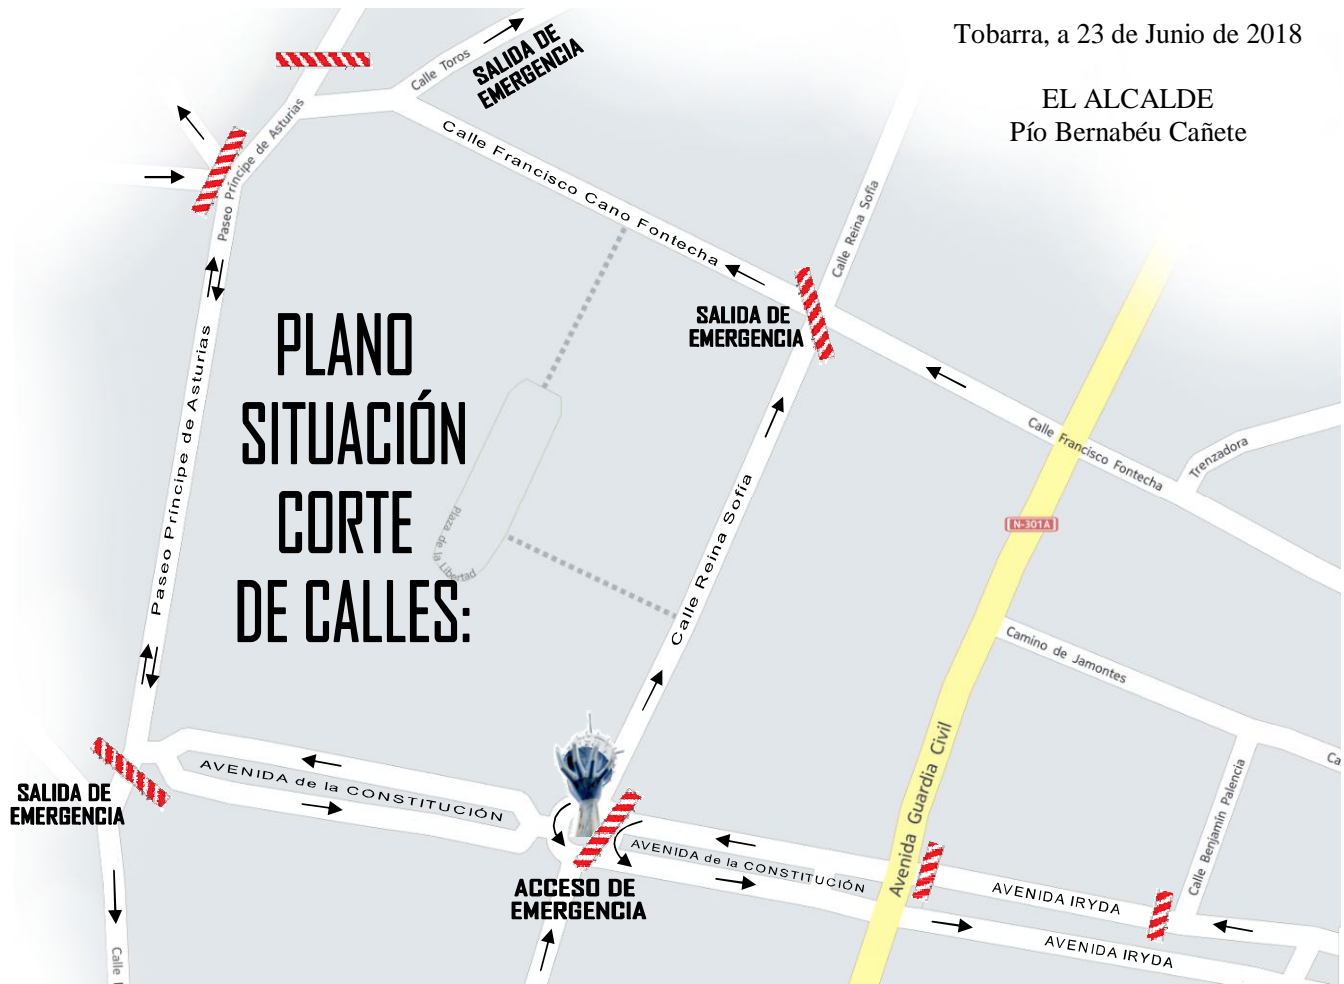 Tobarra, a 23 de Junio de 2018
EL ALCALDE
Pío Bernabéu Cañete
SALIDA DE
EMERGENCIA
Calle Toros
Paseo Príncipe de Asturias
Calle Francisco Cano Fontecha
Calle Reina Sofía
SALIDA DE
EMERGENCIA
PLANO
SITUACIÓN
CORTE
DE CALLES:
Paseo Príncipe de Asturias
Plaza de
la Libertad
Calle Reina Sofía
Calle Francisco Fontecha
Trenzadora
N-301A
Camino de Jamontes
Ca
Calle Benjamín Palencia
Avenida Guardia Civil
SALIDA DE
EMERGENCIA
AVENIDA de la CONSTITUCIÓN
AVENIDA de la CONSTITUCIÓN
ACCESO DE
EMERGENCIA
AVENIDA IRYDA
AVENIDA IRYDA
Calle